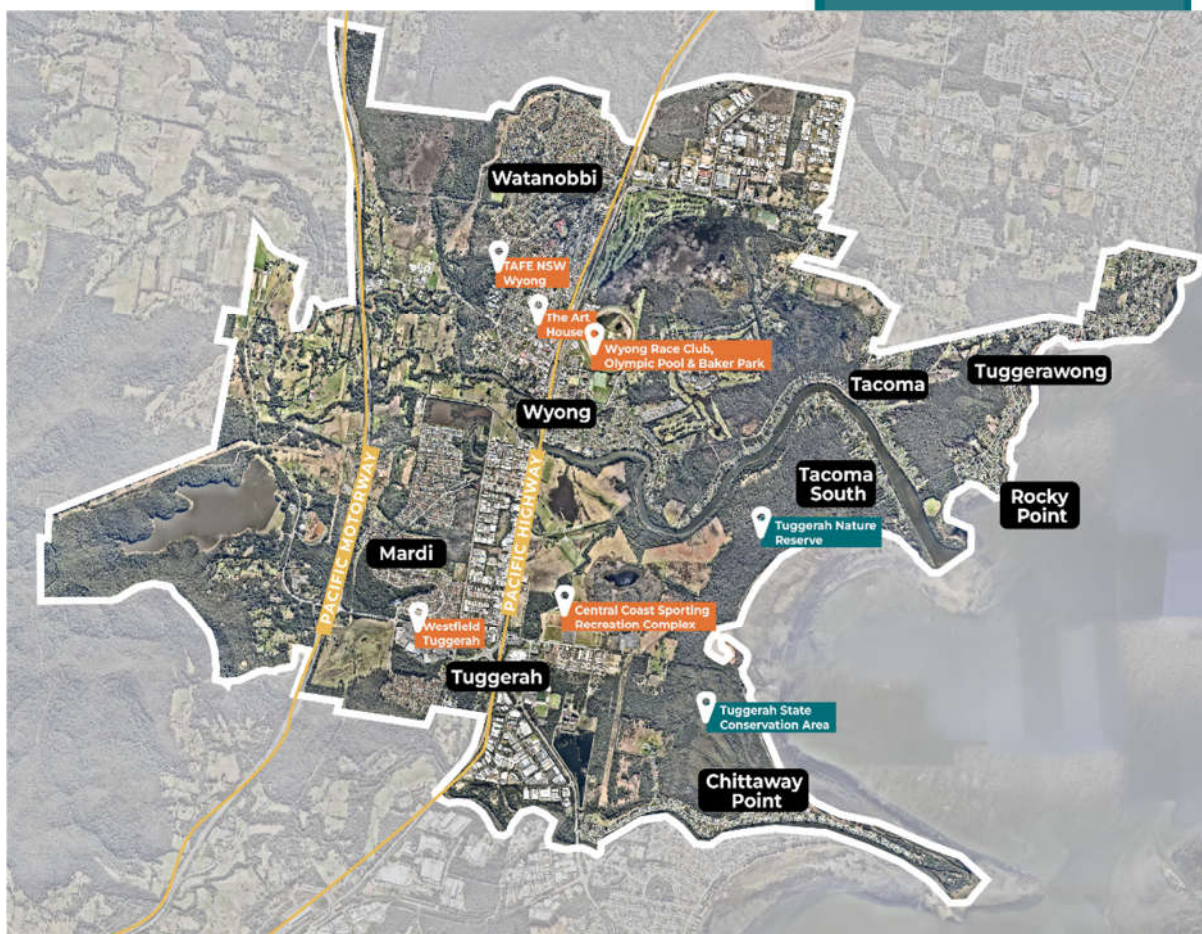 Watanobbi
TAFE NSW
Wyong
The Art
House
Wyong Race Club,
Olympic Pool & Baker Park
Tacoma
Tuggerawong
Wyong
Tacoma
South
Rocky
Point
PACIFIC MOTORWAY
PACIFIC HIGHWAY
Tuggerah Nature
Reserve
Mardi
Central Coast Sporting
Recreation Complex
Westfield
Tuggerah
Tuggerah
Tuggerah State
Conservation Area
Chittaway
Point